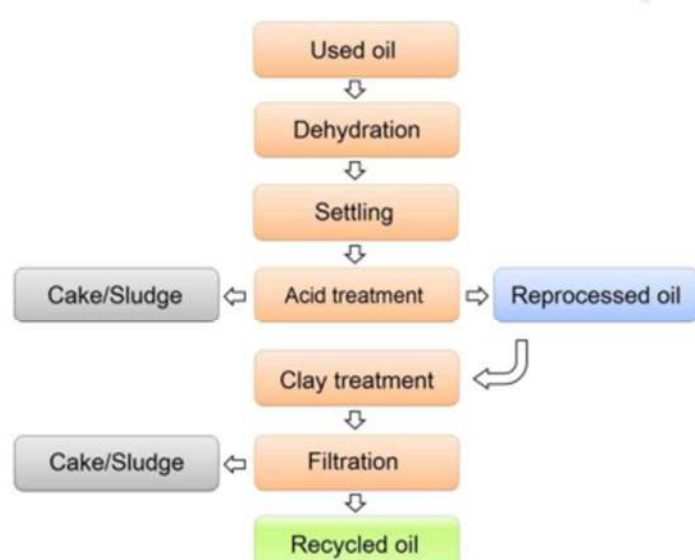 Used oil
Dehydration
Settling
Cake/Sludge
Acid treatment
Reprocessed oil
Clay treatment
Cake/Sludge
Filtration
Recycled oil